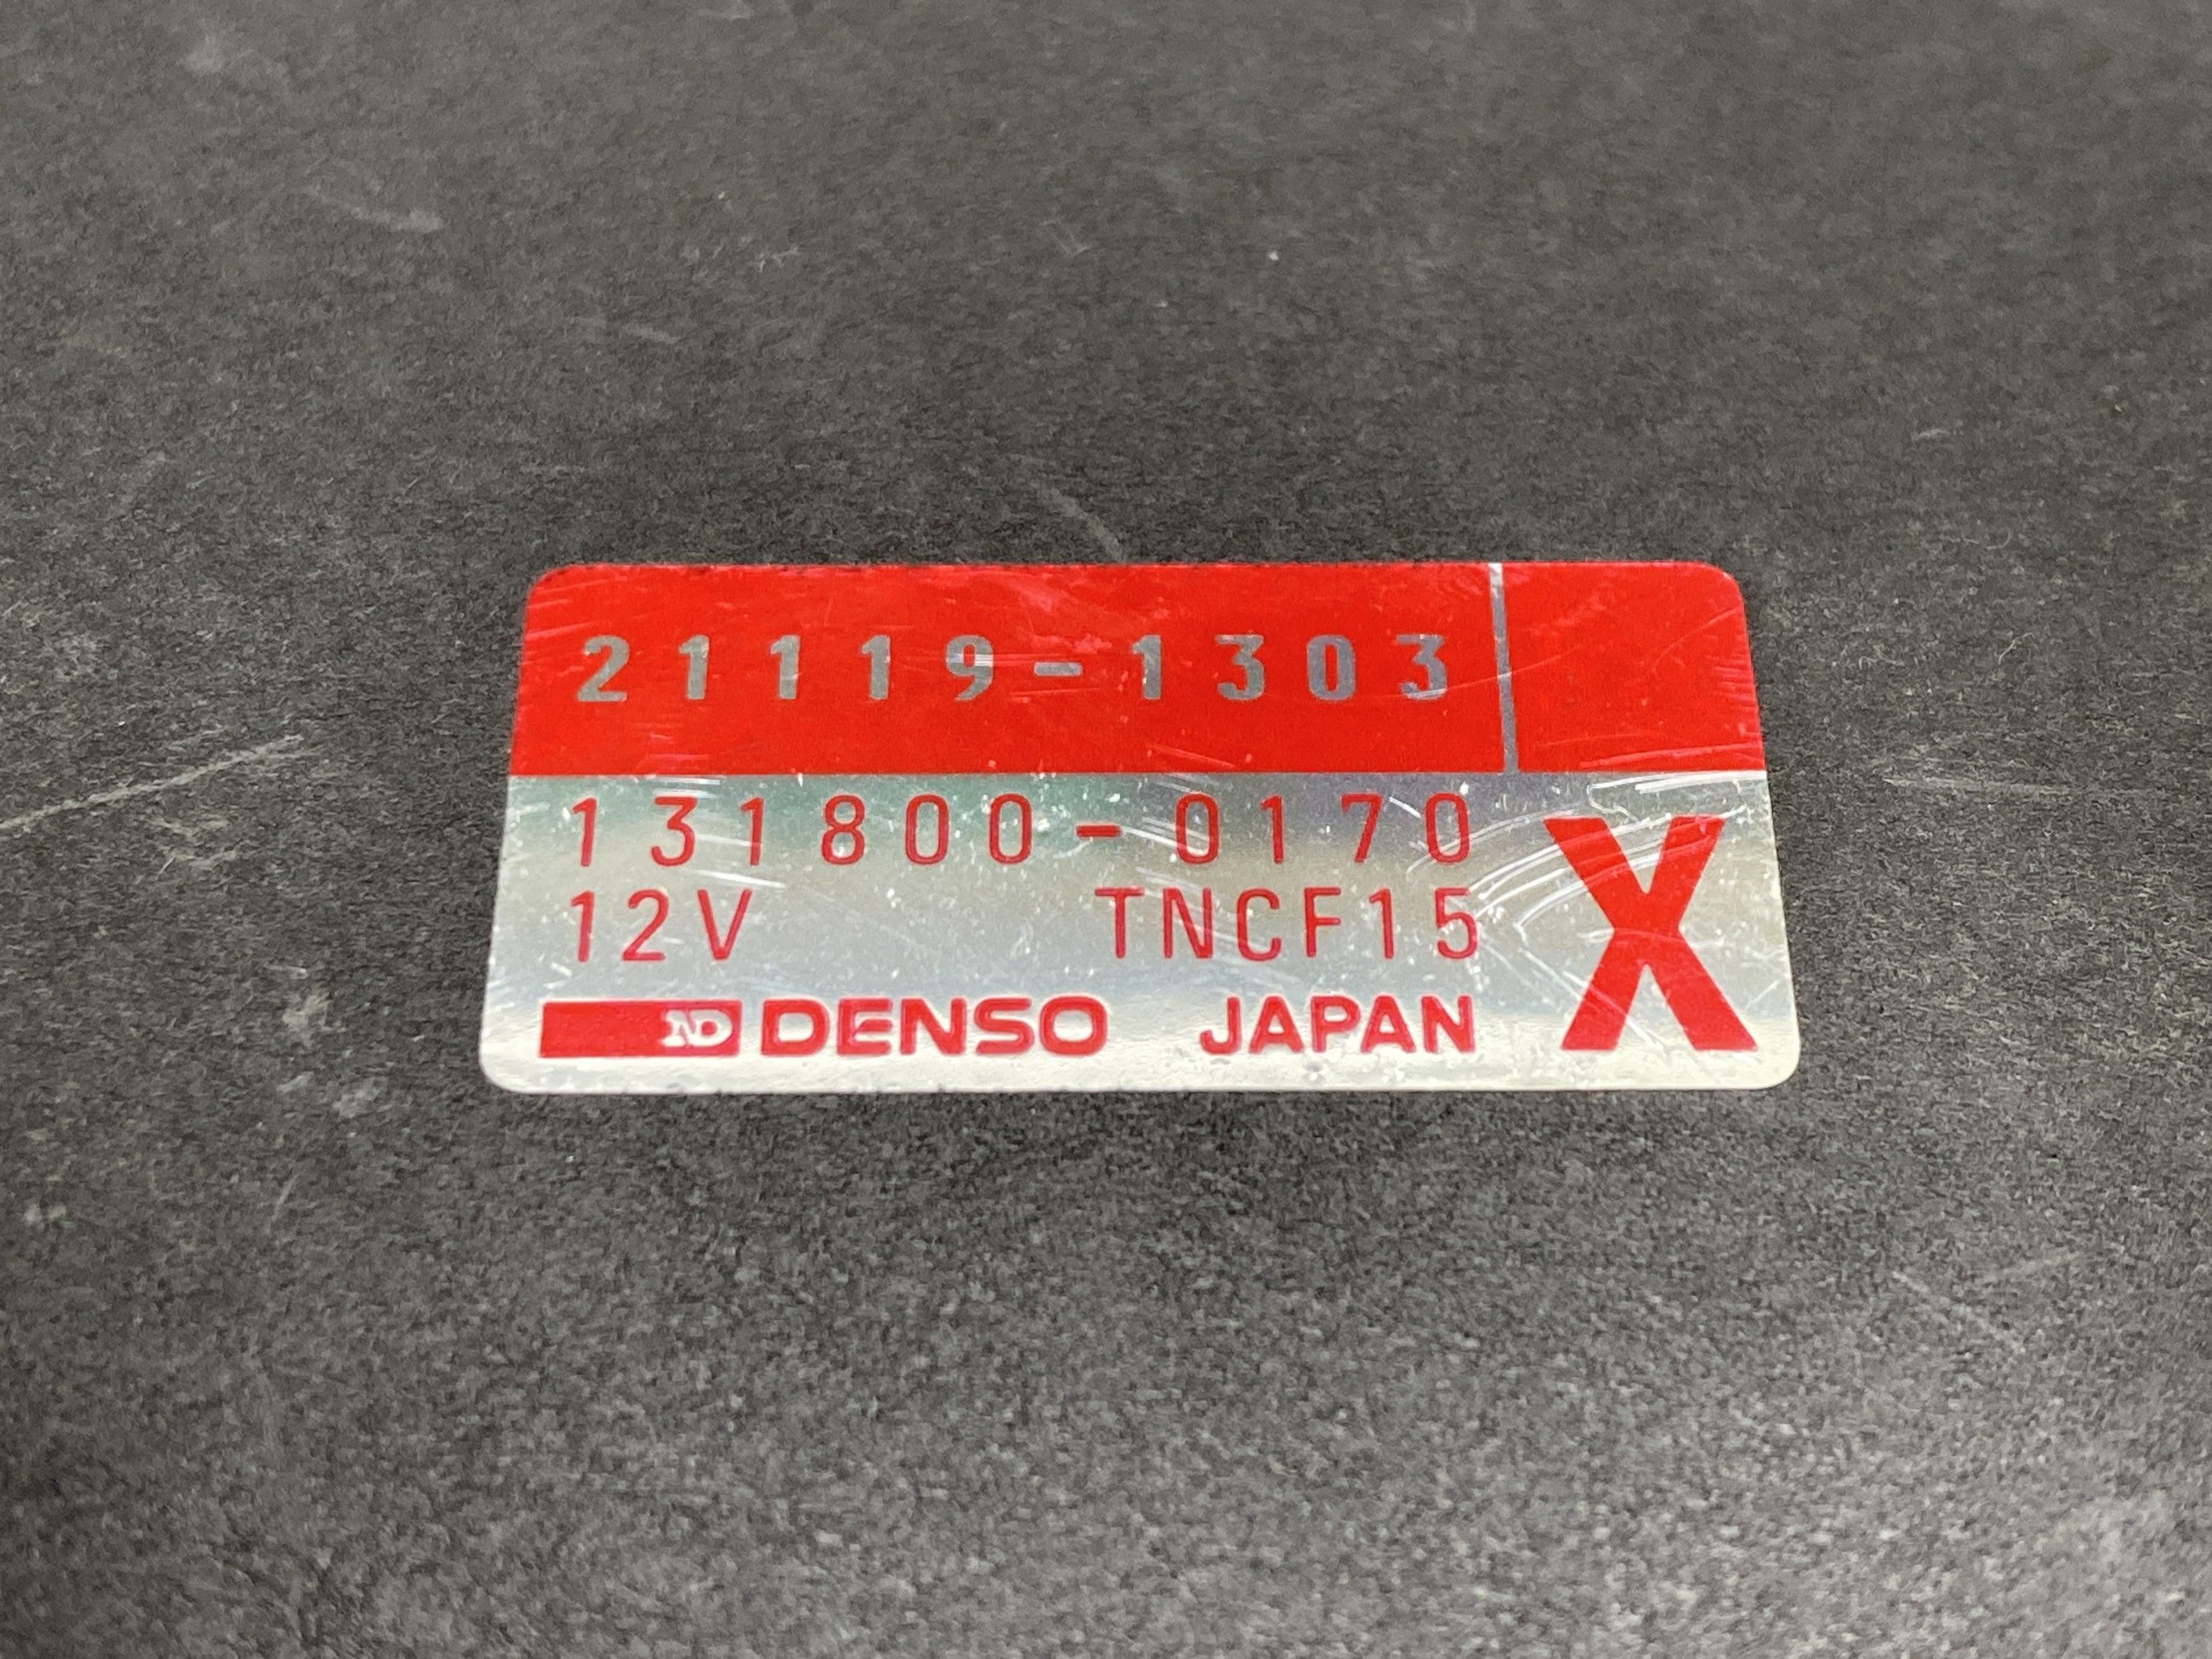 21119-1303
131800-0170
12V TNCF15
ND DENSO JAPAN
X